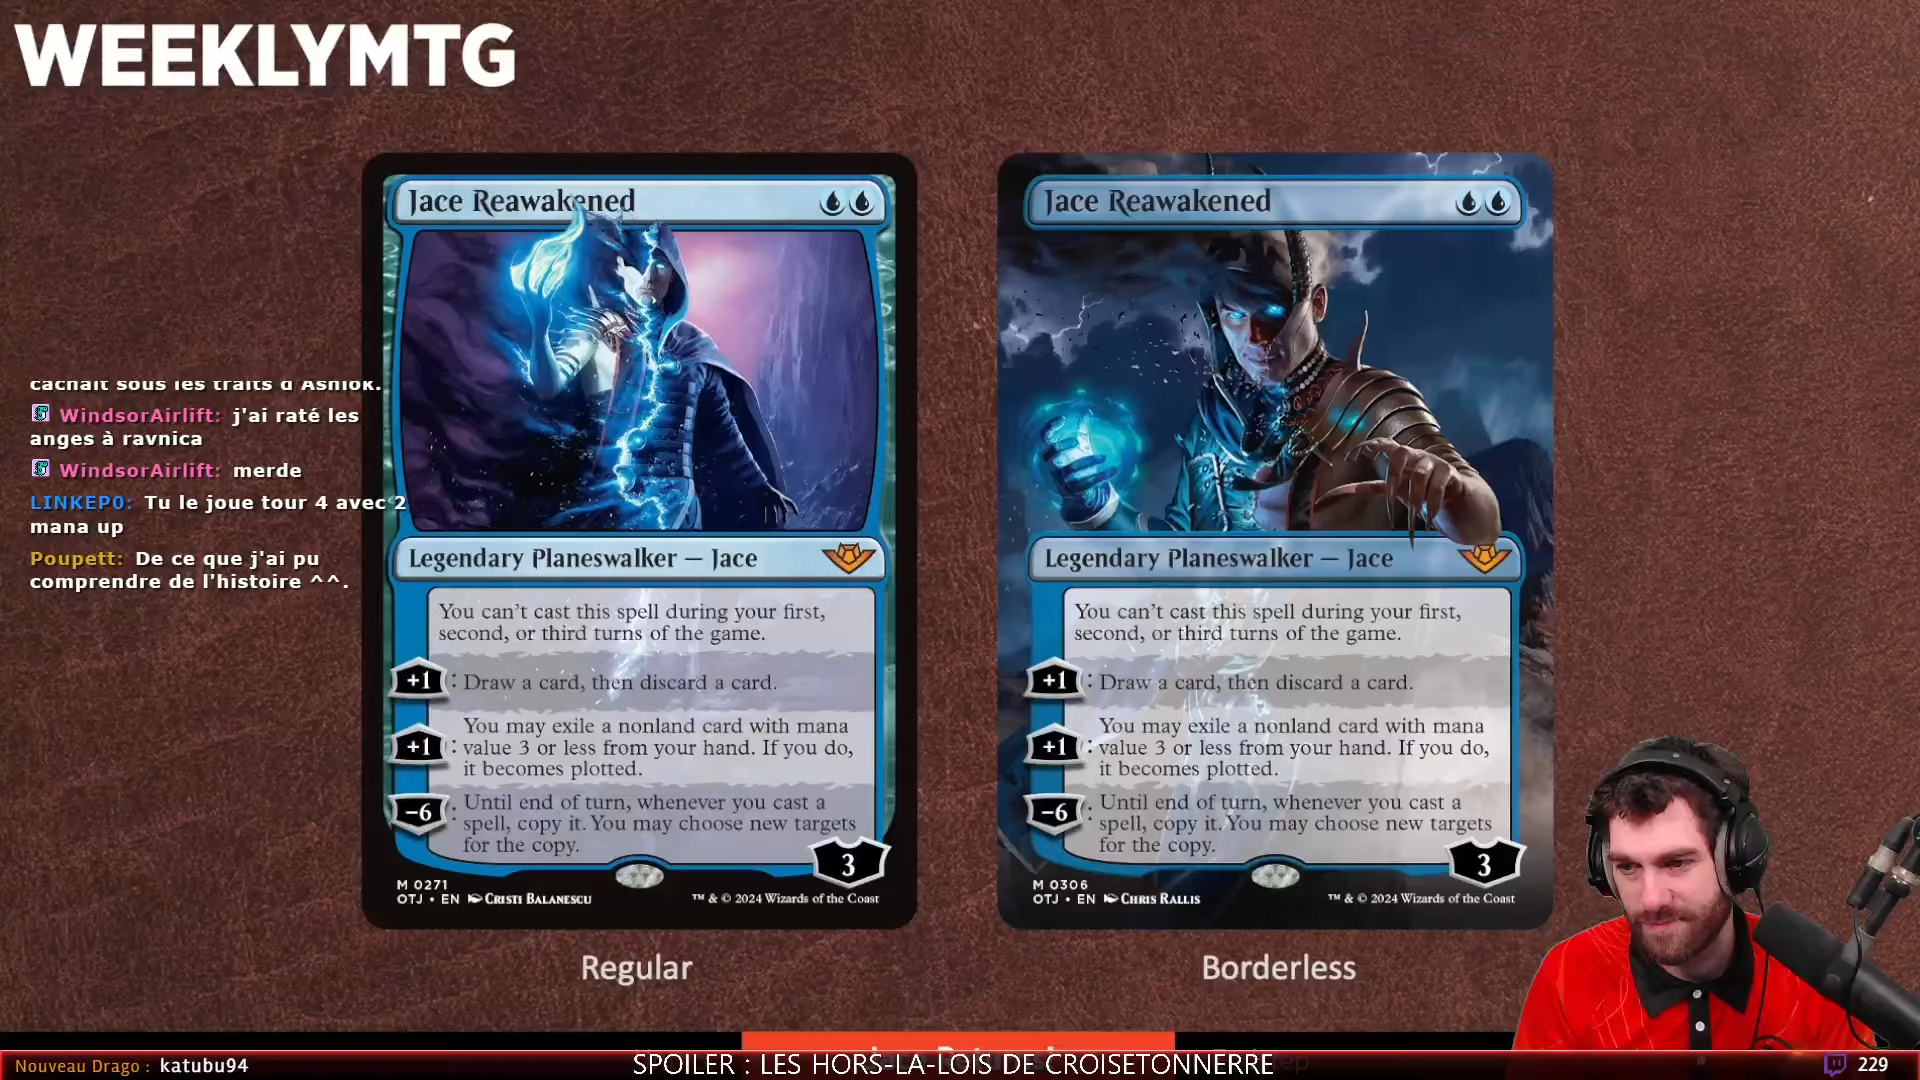 WEEKLYMTG
Jace Reawakened
Legendary Planeswalker — Jace
You can't cast this spell during your first,
second, or third turns of the game.
+1: Draw a card, then discard a card.
You may exile a nonland card with mana
+1: value 3 or less from your hand. If you do,
it becomes plotted.
−6: Until end of turn, whenever you cast a
spell, copy it. You may choose new targets
for the copy.
3
M 0271
OTJ • EN CRISTI BALANESCU ™ & © 2024 Wizards of the Coast
Regular
Jace Reawakened
Legendary Planeswalker — Jace
You can't cast this spell during your first,
second, or third turns of the game.
+1: Draw a card, then discard a card.
You may exile a nonland card with mana
+1: value 3 or less from your hand. If you do,
it becomes plotted.
−6: Until end of turn, whenever you cast a
spell, copy it. You may choose new targets
for the copy.
3
M 0306
OTJ • EN CHRIS RALLIS ™ & © 2024 Wizards of the Coast
Borderless
cachait sous les traits d'Ashiok.
WindsorAirlift: j'ai raté les
anges à ravnica
WindsorAirlift: merde
LINKEP0: Tu le joue tour 4 avec 2
mana up
Poupett: De ce que j'ai pu
comprendre de l'histoire ^^.
Nouveau Drago : katubu94
SPOILER : LES HORS-LA-LOIS DE CROISETONNERRE
229